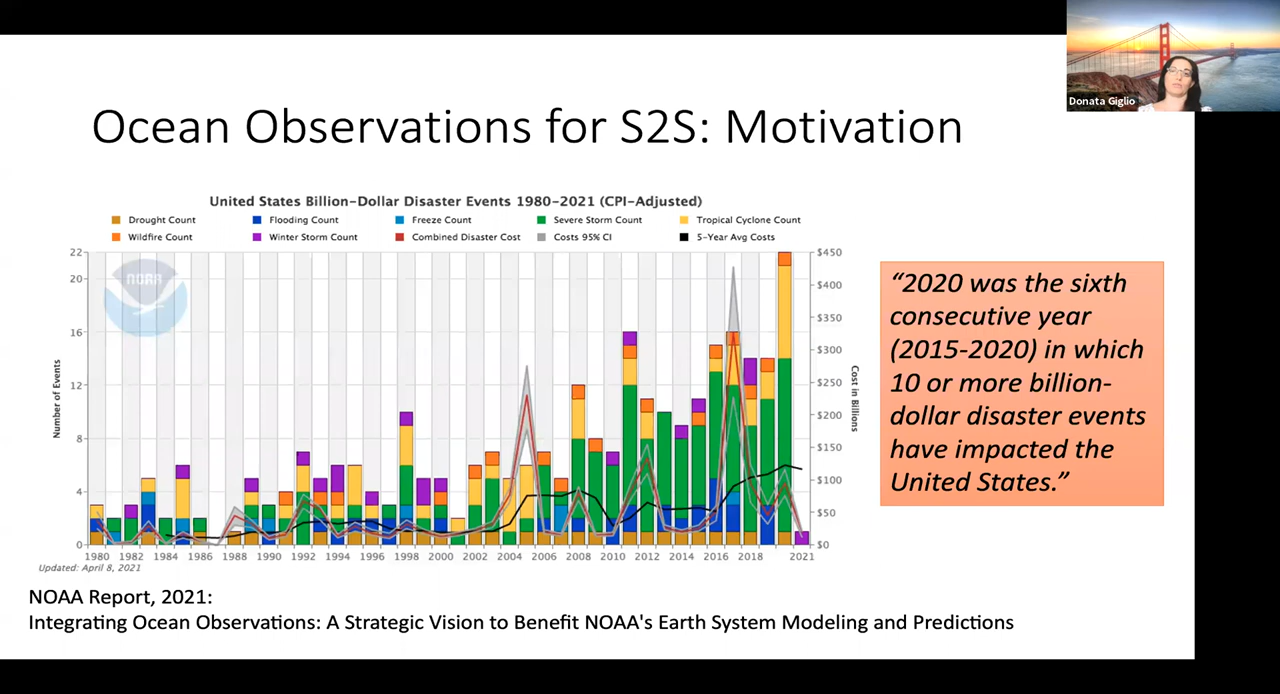 Donata Giglio
Ocean Observations for S2S: Motivation
United States Billion-Dollar Disaster Events 1980-2021 (CPI-Adjusted)
Drought Count Flooding Count Freeze Count Severe Storm Count Tropical Cyclone Count
Wildfire Count Winter Storm Count Combined Disaster Cost Costs 95% CI 5-Year Avg Costs
NOAA
Number of Events
22
20
16
12
8
4
0
$450
$400
$350
$300
$250
$200
$150
$100
$50
$0
Cost in Billions
1980 1982 1984 1986 1988 1990 1992 1994 1996 1998 2000 2002 2004 2006 2008 2010 2012 2014 2016 2018 2021
Updated: April 8, 2021
“2020 was the sixth
consecutive year
(2015-2020) in which
10 or more billion-
dollar disaster events
have impacted the
United States.”
NOAA Report, 2021:
Integrating Ocean Observations: A Strategic Vision to Benefit NOAA's Earth System Modeling and Predictions